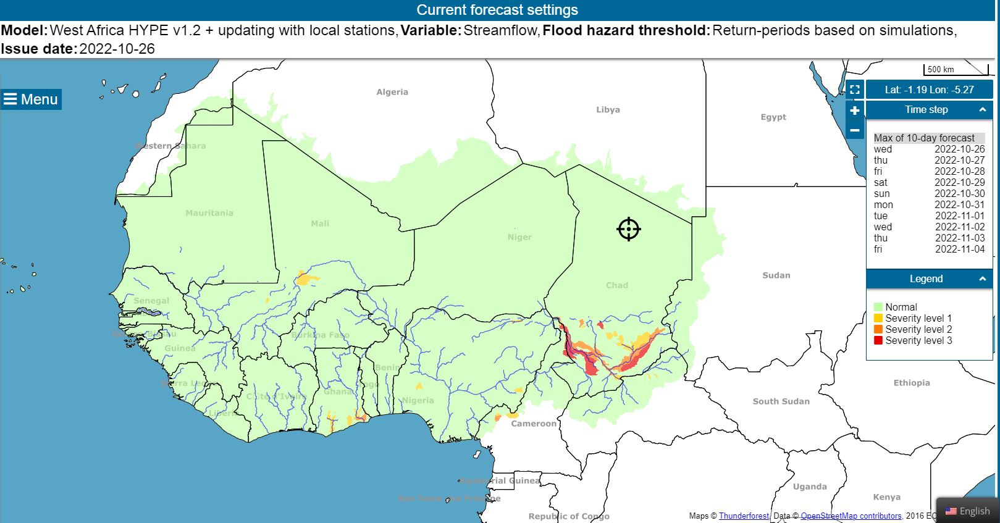 Current forecast settings
Model: West Africa HYPE v1.2 + updating with local stations, Variable: Streamflow, Flood hazard threshold: Return-periods based on simulations,
Issue date: 2022-10-26
500 km
Menu
Lat: -1.19 Lon: -5.27
Time step
Max of 10-day forecast
wed 2022-10-26
thu 2022-10-27
fri 2022-10-28
sat 2022-10-29
sun 2022-10-30
mon 2022-10-31
tue 2022-11-01
wed 2022-11-02
thu 2022-11-03
fri 2022-11-04
Legend
Normal
Severity level 1
Severity level 2
Severity level 3
Algeria
Libya
Egypt
Western Sahara
Mauritania
Mali
Niger
Chad
Sudan
Senegal
Guinea
Burkina Faso
Benin
Togo
Ghana
Côte d'Ivoire
Sierra Leone
Liberia
Nigeria
Cameroon
South Sudan
Ethiopia
Equatorial Guinea
Sao Tome and Principe
Republic of Congo
Uganda
Kenya
Maps © Thunderforest, Data © OpenStreetMap contributors, 2016 EC
English